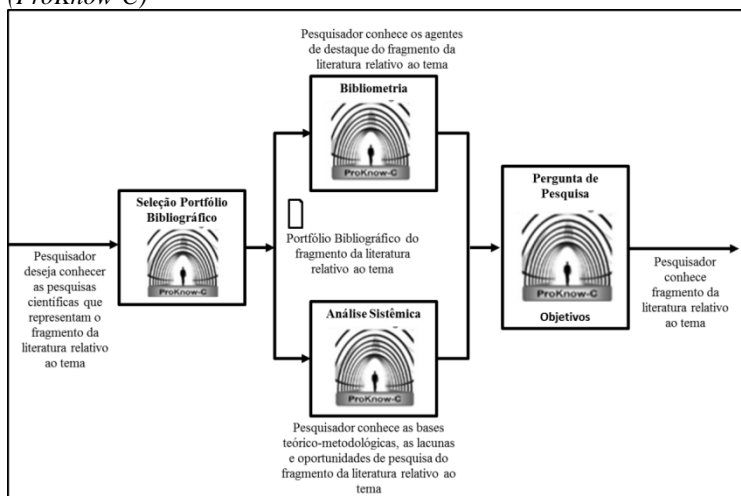 (ProKnow-C)
Pesquisador conhece os agentes
de destaque do fragmento da
literatura relativo ao tema
Bibliometria
ProKnow-C
Seleção Portfólio
Bibliográfico
ProKnow-C
Pesquisador
deseja conhecer
as pesquisas
científicas que
representam o
fragmento da
literatura relativo
ao tema
Portfólio Bibliográfico do
fragmento da literatura
relativo ao tema
Análise Sistêmica
ProKnow-C
Pesquisador conhece as bases
teórico-metodológicas, as lacunas
e oportunidades de pesquisa do
fragmento da literatura relativo ao
tema
Pergunta de
Pesquisa
ProKnow-C
Objetivos
Pesquisador
conhece
fragmento da
literatura relativo
ao tema